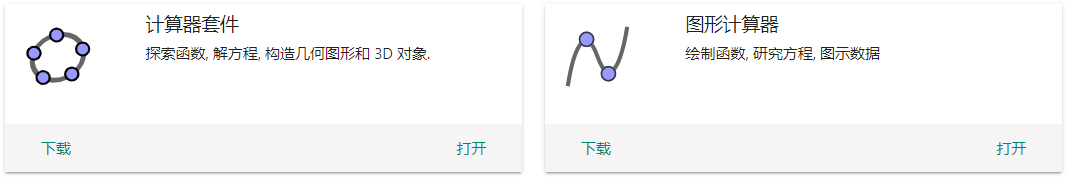 计算器套件
探索函数, 解方程, 构造几何图形和 3D 对象.
下载
打开
图形计算器
绘制函数, 研究方程, 图示数据
下载
打开